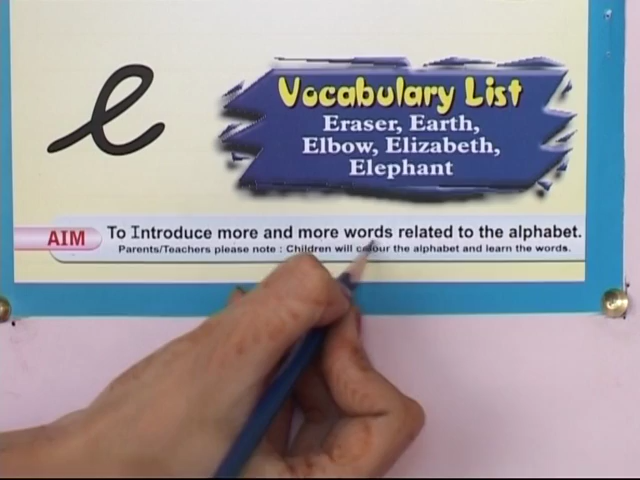 e
Vocabulary List
Eraser, Earth,
Elbow, Elizabeth,
Elephant
AIM
To Introduce more and more words related to the alphabet.
Parents/Teachers please note : Children will colour the alphabet and learn the words.